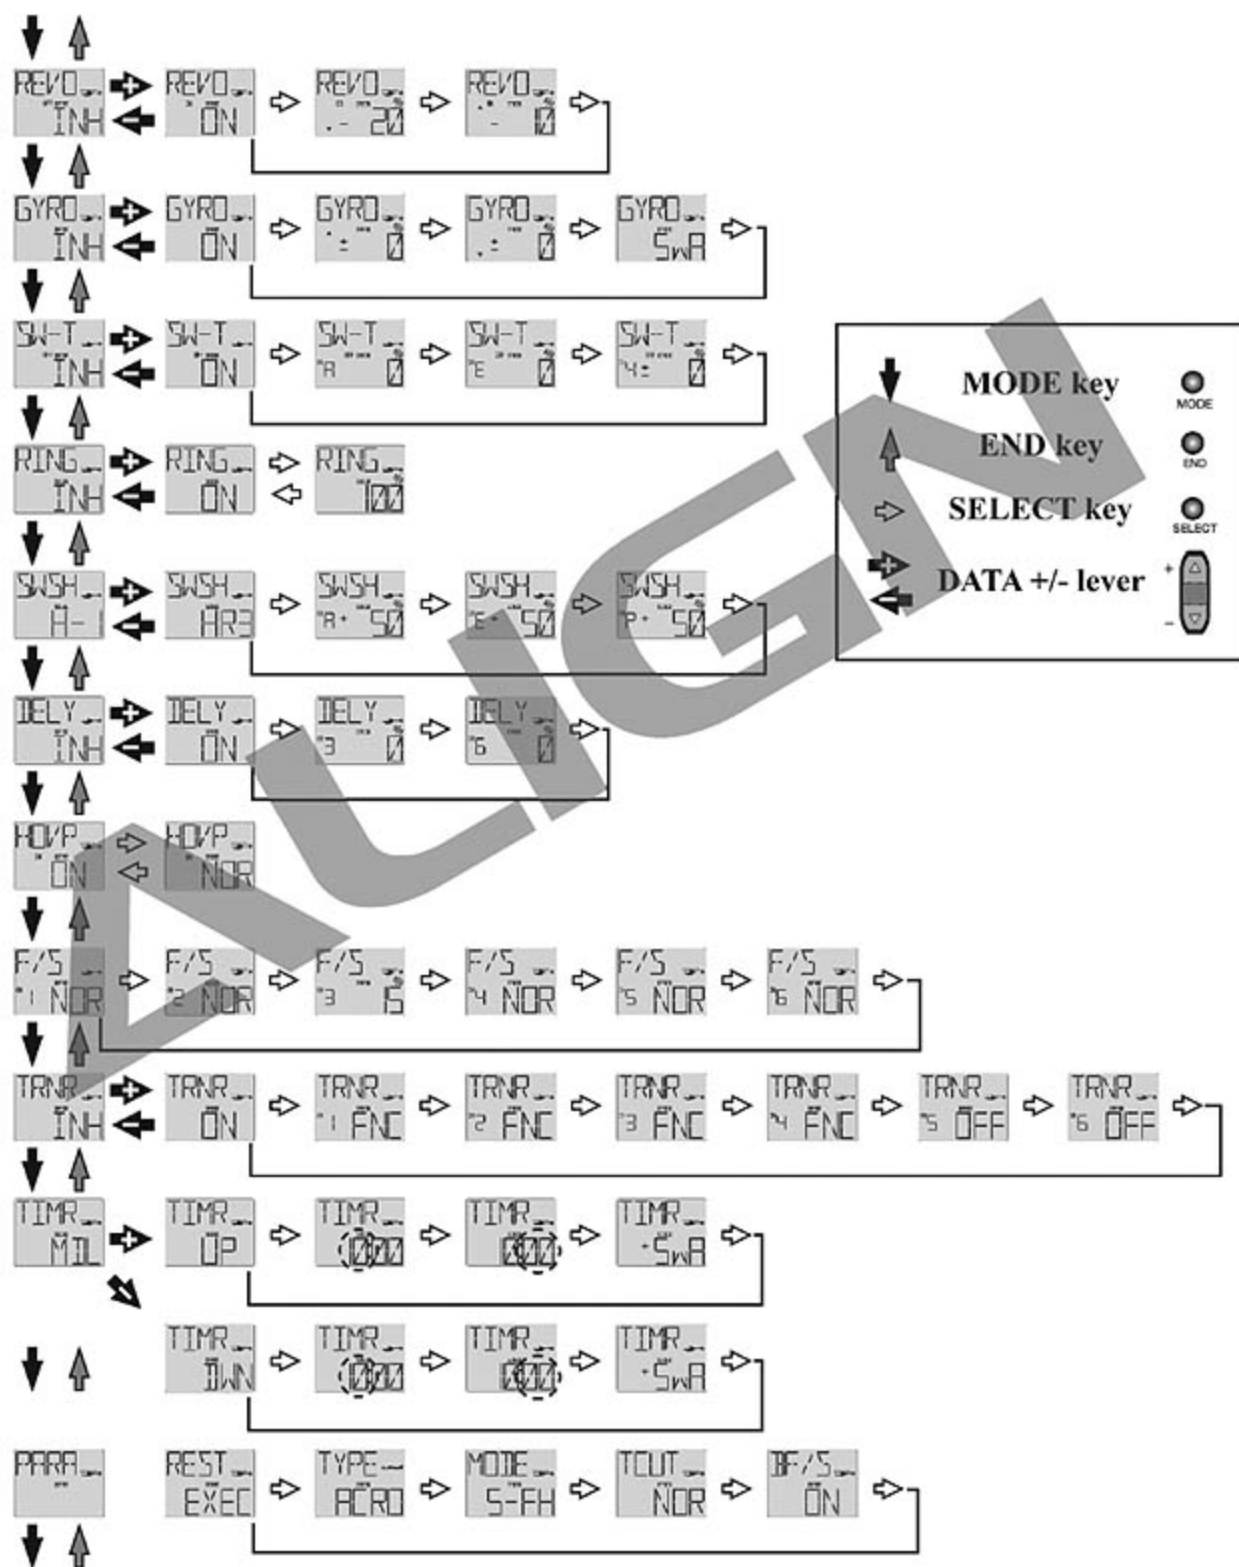 REVO REVO REVO REVO
INH ON - 20 - 10
GYRO GYRO GYRO GYRO GYRO
INH ON ± 0 ± 0 SwA
SW-T SW-T SW-T SW-T SW-T
INH ON A 0 E 0 4 ± 0
MODE key
MODE
END key
END
SELECT key
SELECT
DATA +/- lever
+
-
RING RING RING
INH ON 100
SWSH SWSH SWSH SWSH SWSH
A-1 AR3 A+ 50 E+ 50 P+ 50
DELY DELY DELY DELY
INH ON 3 0 6 0
HOVP HOVP
ON NOR
F/S F/S F/S F/S F/S F/S
1 NOR 2 NOR 3 15 4 NOR 5 NOR 6 NOR
TRNR TRNR TRNR TRNR TRNR TRNR TRNR TRNR
INH ON 1 FNC 2 FNC 3 FNC 4 FNC 5 OFF 6 OFF
TIMR TIMR TIMR TIMR TIMR
UP 000 +SwA
TIMR TIMR TIMR TIMR
DWN +SwA
PARA REST TYPE MODE TCUT BF/S
EXEC ACRO S-FH NOR ON
ALIGN